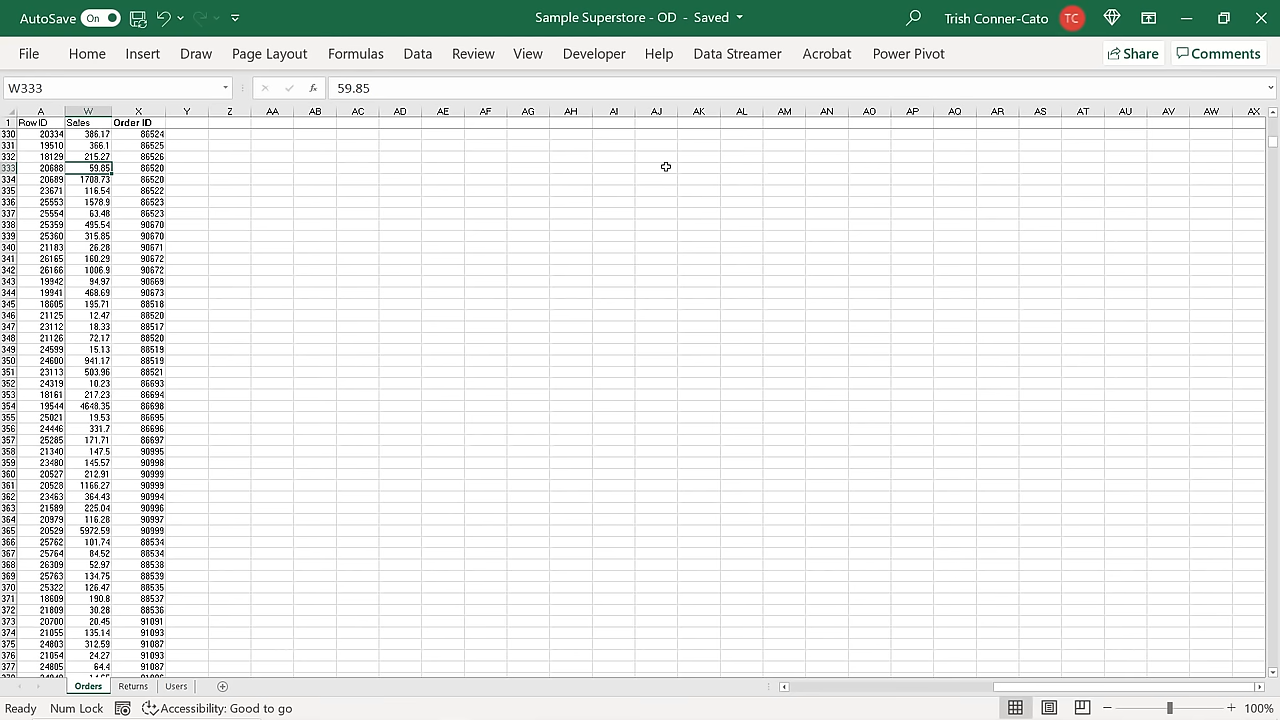 AutoSave On Sample Superstore - OD - Saved Trish Conner-Cato TC
File Home Insert Draw Page Layout Formulas Data Review View Developer Help Data Streamer Acrobat Power Pivot Share Comments
W333 fx 59.85
A W X Y Z AA AB AC AD AE AF AG AH AI AJ AK AL AM AN AO AP AQ AR AS AT AU AV AW AX
1 Row ID Sales Order ID
330 20334 386.17 86524
331 19510 366.1 86525
332 18129 215.27 86526
333 20688 59.85 86520
334 20689 1708.73 86520
335 23671 116.54 86522
336 25553 1578.9 86523
337 25554 63.48 86523
338 25359 495.54 90670
339 25360 315.85 90670
340 21183 26.28 90671
341 26165 160.29 90672
342 26166 1006.9 90672
343 19942 94.97 90669
344 19941 468.69 90673
345 18605 195.71 88518
346 21125 12.47 88520
347 23112 18.33 88517
348 21126 72.17 88520
349 24599 15.13 88519
350 24600 941.17 88519
351 23113 503.96 88521
352 24319 10.23 86693
353 18161 217.23 86694
354 19544 4648.35 86698
355 25021 19.53 86695
356 24446 331.7 86696
357 25285 171.71 86697
358 21340 147.5 90995
359 23480 145.57 90998
360 20527 212.91 90999
361 20528 1166.27 90999
362 23463 364.43 90994
363 21589 225.04 90996
364 20979 116.28 90997
365 20529 5972.59 90999
366 25762 101.74 88534
367 25764 84.52 88534
368 26309 52.97 88538
369 25763 134.75 88539
370 25322 126.47 88535
371 18609 190.8 88537
372 21809 30.28 88536
373 20700 20.45 91091
374 21055 135.14 91093
375 24803 312.59 91087
376 21054 24.27 91093
377 24805 64.4 91087
Orders Returns Users
Ready Num Lock Accessibility: Good to go 100%